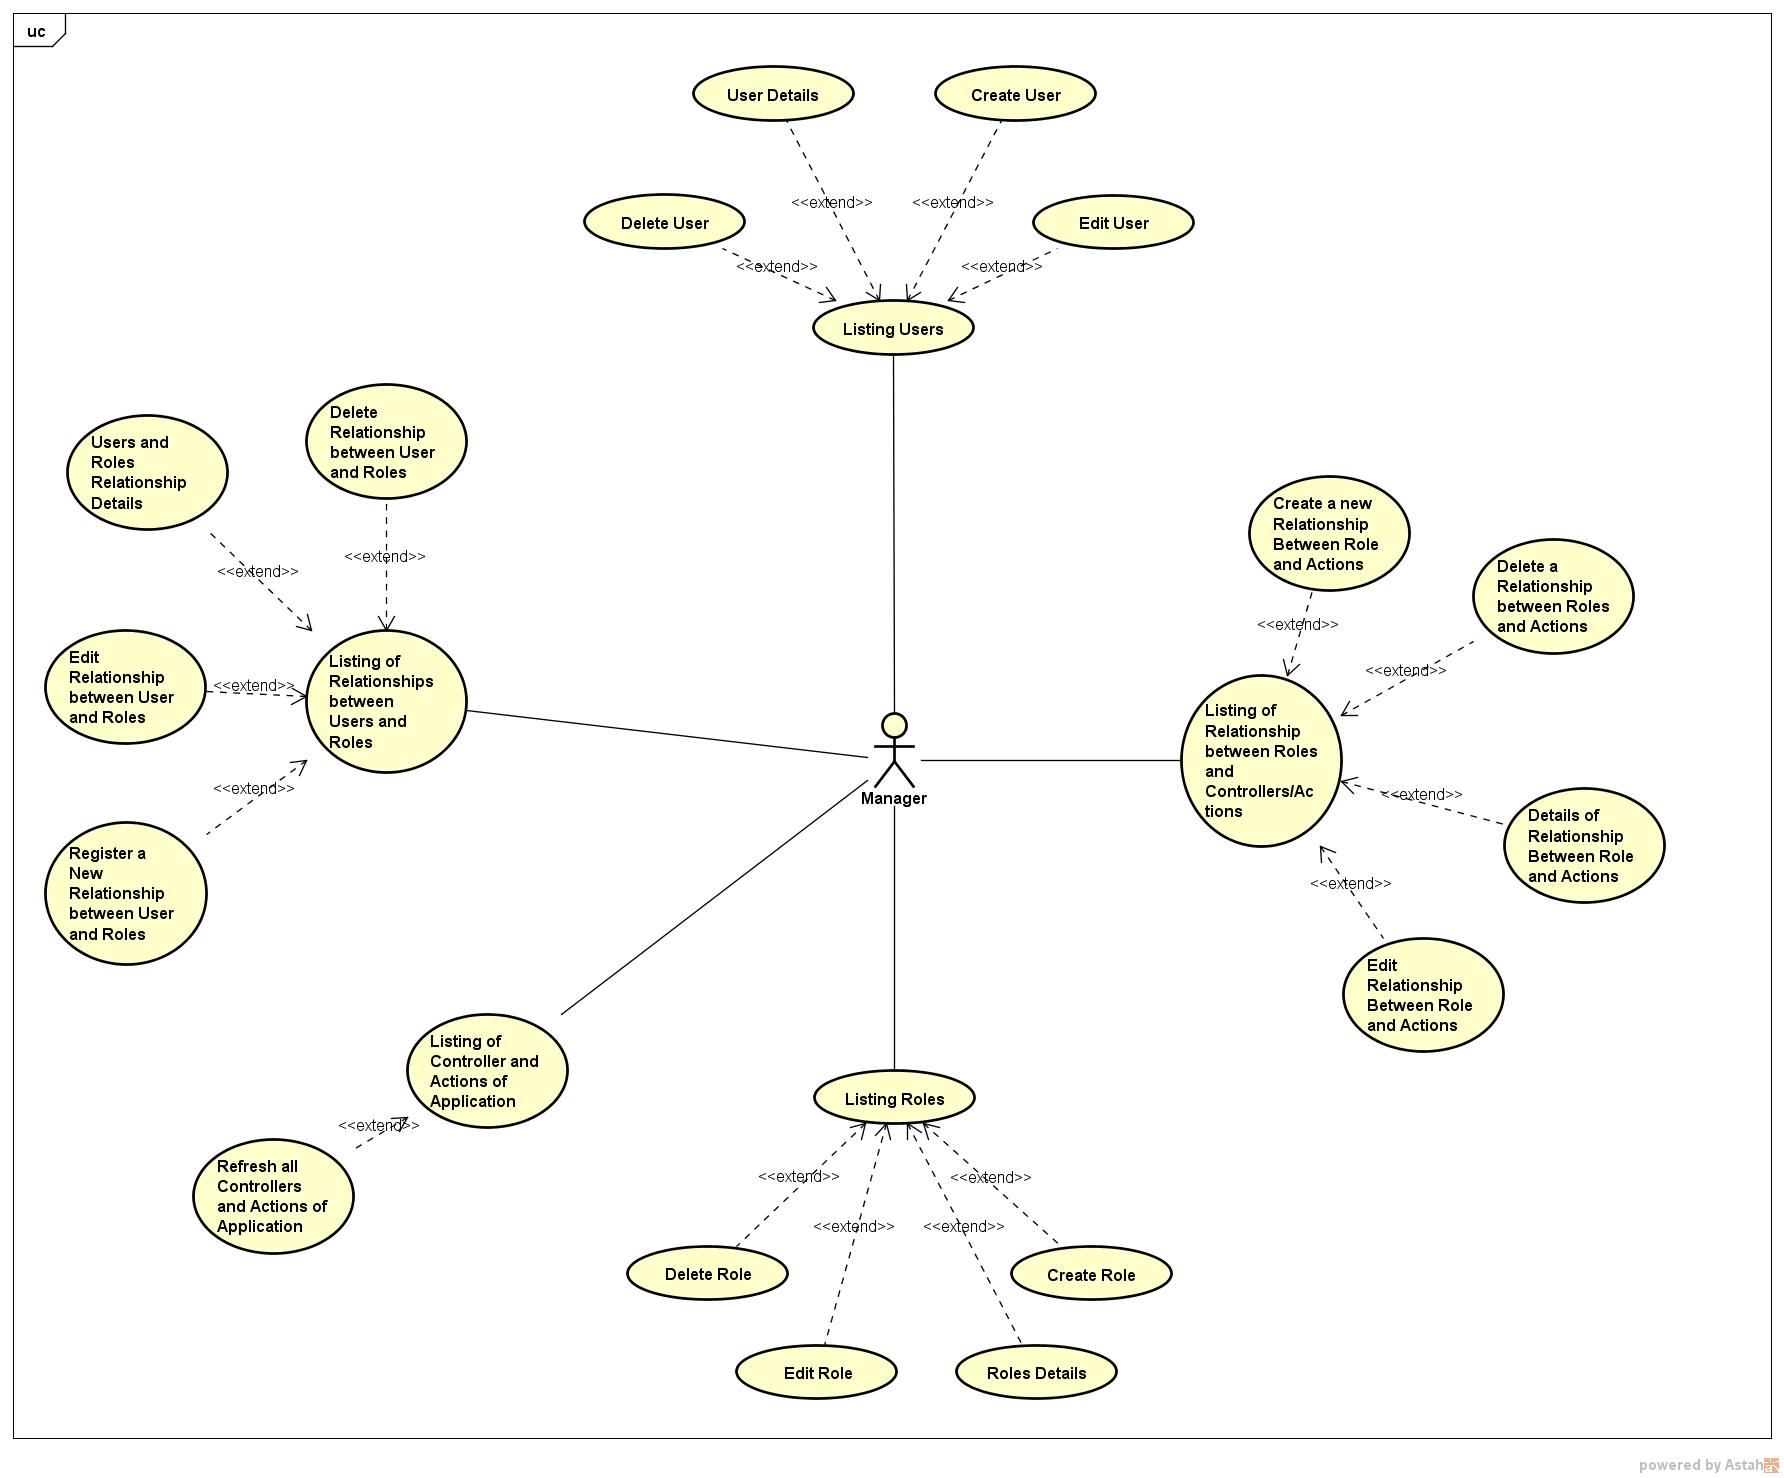 uc
User Details
Create User
<<extend>>
<<extend>>
Delete User
Edit User
<<extend>>
<<extend>>
Listing Users
Delete
Relationship
between User
and Roles
Users and
Roles
Relationship
Details
<<extend>>
<<extend>>
Edit
Relationship
between User
and Roles
<<extend>>
Listing of
Relationships
between
Users and
Roles
<<extend>>
Register a
New
Relationship
between User
and Roles
Create a new
Relationship
Between Role
and Actions
Delete a
Relationship
between Roles
and Actions
<<extend>>
<<extend>>
Listing of
Relationship
between Roles
and
Controllers/Ac
tions
<<extend>>
Details of
Relationship
Between Role
and Actions
<<extend>>
Edit
Relationship
Between Role
and Actions
Manager
Listing of
Controller and
Actions of
Application
<<extend>>
Refresh all
Controllers
and Actions of
Application
Listing Roles
<<extend>>
<<extend>>
<<extend>>
<<extend>>
Delete Role
Create Role
Edit Role
Roles Details
powered by Astah